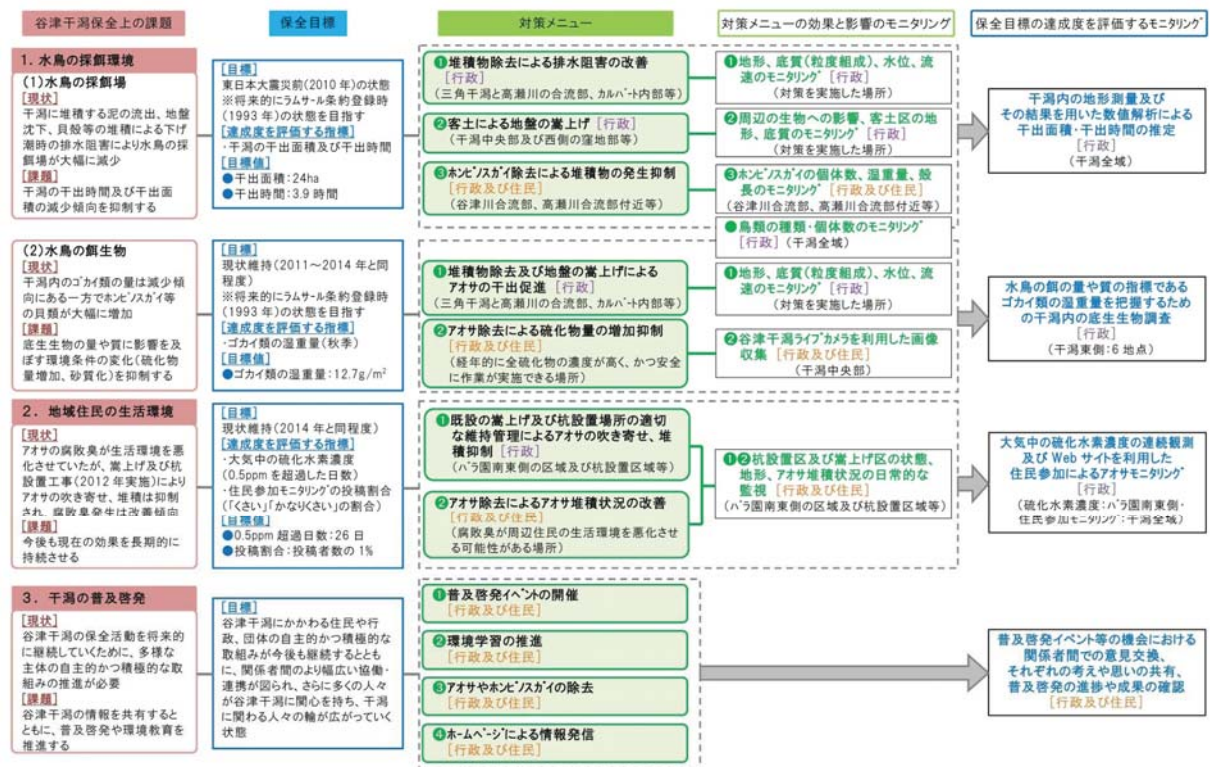 谷津干潟保全上の課題
保全目標
対策メニュー
対策メニューの効果と影響のモニタリング
保全目標の達成度を評価するモニタリング
1. 水鳥の採餌環境
(1)水鳥の採餌場
[現状]
干潟に堆積する泥の流出、地盤
沈下、貝殻等の堆積による下げ
潮時の排水阻害により水鳥の採
餌場が大幅に減少
[課題]
干潟の干出時間及び干出面
積の減少傾向を抑制する
[目標]
東日本大震災前(2010年)の状態
※将来的にラムサール条約登録時
(1993年)の状態を目指す
[達成度を評価する指標]
・干潟の干出面積及び干出時間
[目標値]
●干出面積:24ha
●干出時間:3.9時間
❶堆積物除去による排水阻害の改善
[行政]
(三角干潟と高瀬川の合流部、カルバート内部等)
❷客土による地盤の嵩上げ [行政]
(干潟中央部及び西側の窪地部等)
❸ホンビノスガイ除去による堆積物の発生抑制
[行政及び住民]
(谷津川合流部、高瀬川合流部付近等)
❶地形、底質(粒度組成)、水位、流
速のモニタリング [行政]
(対策を実施した場所)
❷周辺の生物への影響、客土区の地
形、底質のモニタリング [行政]
(対策を実施した場所)
❸ホンビノスガイの個体数、湿重量、殻
長のモニタリング [行政及び住民]
(谷津川合流部、高瀬川合流部付近等)
●鳥類の種類・個体数のモニタリング
[行政] (干潟全域)
干潟内の地形測量及び
その結果を用いた数値解析による
干出面積・干出時間の推定
[行政]
(干潟全域)
(2)水鳥の餌生物
[現状]
干潟内のゴカイ類の量は減少傾
向にある一方でホンビノスガイ等
の貝類が大幅に増加
[課題]
底生生物の量や質に影響を及
ぼす環境条件の変化(硫化物
量増加、砂質化)を抑制する
[目標]
現状維持(2011～2014年と同
程度)
※将来的にラムサール条約登録時
(1993年)の状態を目指す
[達成度を評価する指標]
・ゴカイ類の湿重量(秋季)
[目標値]
●ゴカイ類の湿重量:12.7g/m²
❶堆積物除去及び地盤の嵩上げによる
アオサの干出促進 [行政]
(三角干潟と高瀬川の合流部、カルバート内部等)
❷アオサ除去による硫化物量の増加抑制
[行政及び住民]
(経年的に全硫化物の濃度が高く、かつ安全
に作業が実施できる場所)
❶地形、底質(粒度組成)、水位、流
速のモニタリング [行政]
(対策を実施した場所)
❷谷津干潟ライブカメラを利用した画像
収集 [行政及び住民]
(干潟中央部)
水鳥の餌の量や質の指標である
ゴカイ類の湿重量を把握するため
の干潟内の底生生物調査
[行政]
(干潟東側:6地点)
2. 地域住民の生活環境
[現状]
アオサの腐敗臭が生活環境を悪
化させていたが、嵩上げ及び杭
設置工事(2012年実施)により
アオサの吹き寄せ、堆積は抑制
され、腐敗臭発生は改善傾向
[課題]
今後も現在の効果を長期的に
持続させる
[目標]
現状維持(2014年と同程度)
[達成度を評価する指標]
・大気中の硫化水素濃度
(0.5ppmを超過した日数)
・住民参加モニタリングの投稿割合
(「くさい」「かなりくさい」の割合)
[目標値]
●0.5ppm超過日数:26日
●投稿割合:投稿者数の1%
❶既設の嵩上げ及び杭設置場所の適切
な維持管理によるアオサの吹き寄せ、堆
積抑制 [行政]
(バラ園南東側の区域及び杭設置区域等)
❷アオサ除去によるアオサ堆積状況の改善
[行政及び住民]
(腐敗臭が周辺住民の生活環境を悪化させ
る可能性がある場所)
❶❷杭設置区及び嵩上げ区の状態、
地形、アオサ堆積状況の日常的な
監視 [行政及び住民]
(バラ園南東側の区域及び杭設置区域等)
大気中の硫化水素濃度の連続観測
及びWebサイトを利用した
住民参加によるアオサモニタリング
[行政]
(硫化水素濃度:バラ園南東側・
住民参加モニタリング:干潟全域)
3. 干潟の普及啓発
[現状]
谷津干潟の保全活動を将来的
に継続していくために、多様な
主体の自主的かつ積極的な取
組みの推進が必要
[課題]
谷津干潟の情報を共有すると
ともに、普及啓発や環境教育を
推進する
[目標]
谷津干潟にかかわる住民や行
政、団体の自主的かつ積極的な
取組みが今後も継続するととも
に、関係者間のより幅広い協働・
連携が図られ、さらに多くの人々
が谷津干潟に関心を持ち、干潟
に関わる人々の輪が広がっていく
状態
❶普及啓発イベントの開催
[行政及び住民]
❷環境学習の推進
[行政及び住民]
❸アオサやホンビノスガイの除去
[行政及び住民]
❹ホームページによる情報発信
[行政及び住民]
普及啓発イベント等の機会における
関係者間での意見交換、
それぞれの考えや思いの共有、
普及啓発の進捗や成果の確認
[行政及び住民]